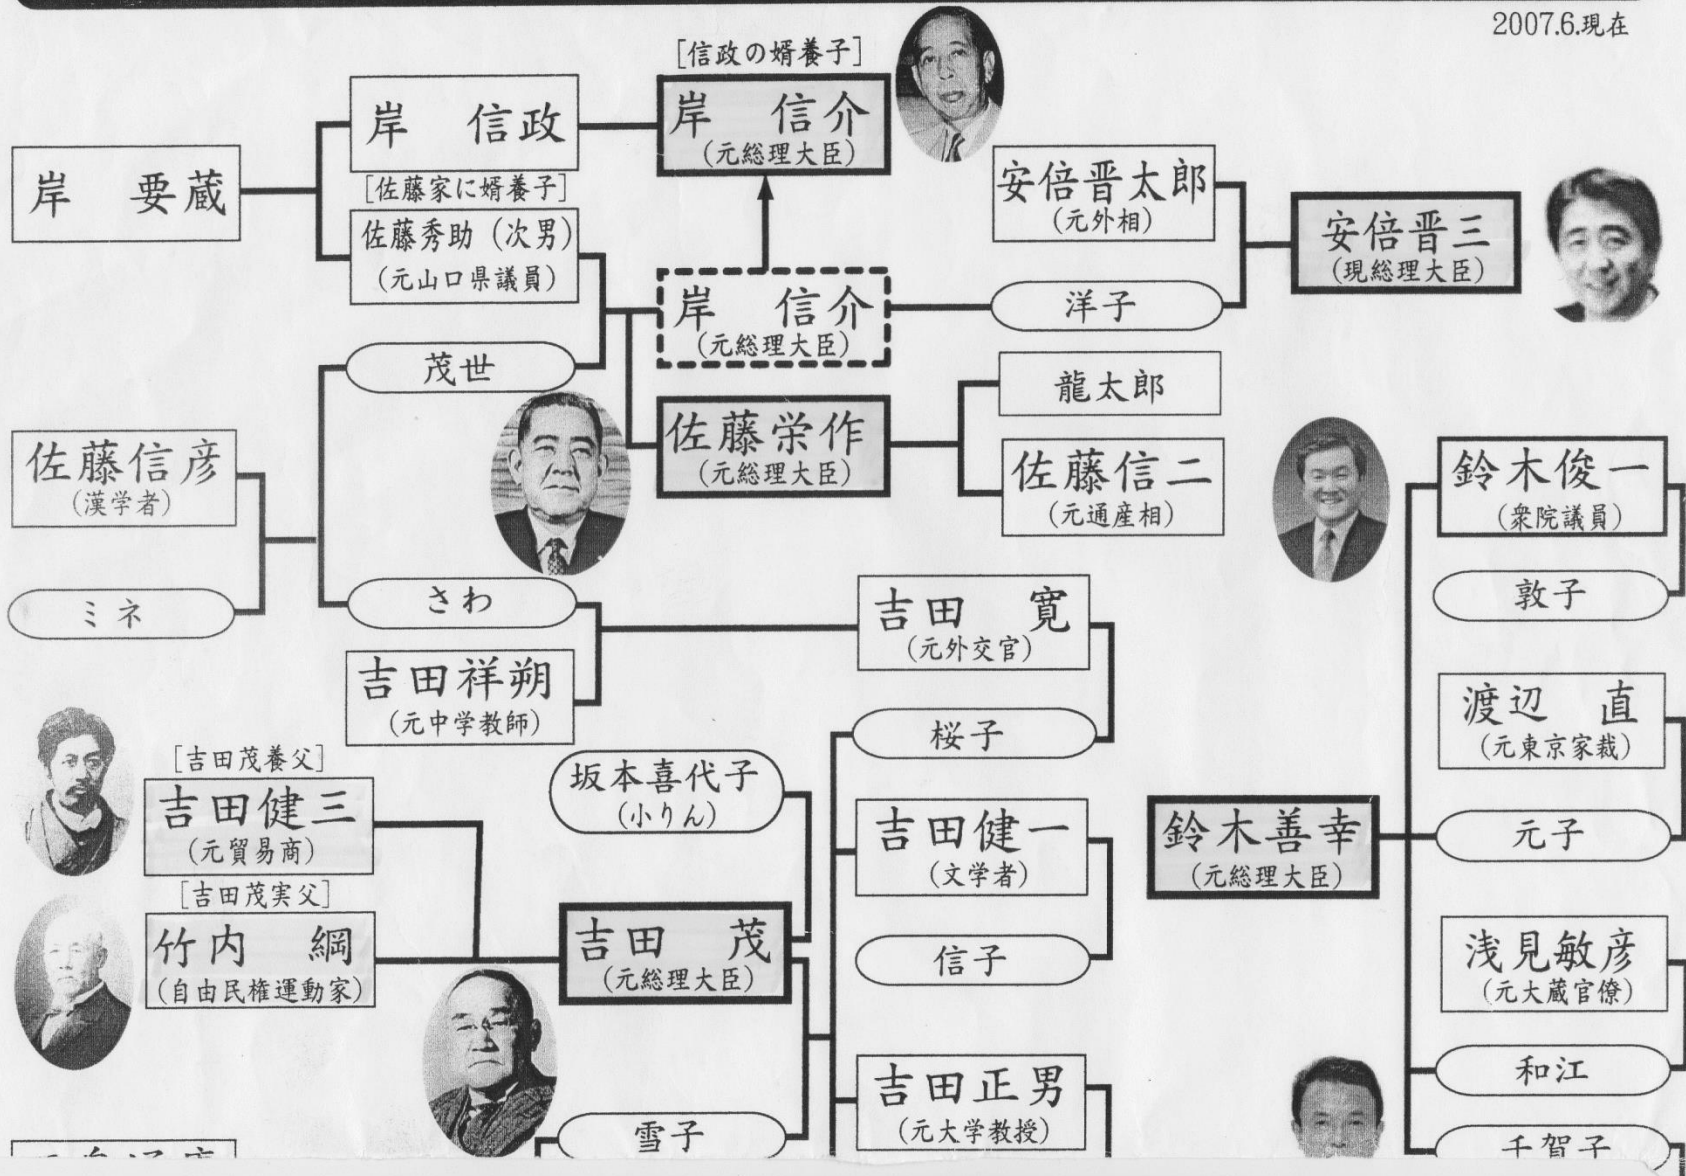 2007.6.現在
[信政の婿養子]
岸 信政
岸 信介
(元総理大臣)
岸 要蔵
[佐藤家に婿養子]
佐藤秀助(次男)
(元山口県議員)
安倍晋太郎
(元外相)
安倍晋三
(現総理大臣)
岸 信介
(元総理大臣)
洋子
茂世
龍太郎
佐藤栄作
(元総理大臣)
佐藤信彦
(漢学者)
佐藤信二
(元通産相)
鈴木俊一
(衆院議員)
ミネ
さわ
吉田 寛
(元外交官)
敦子
吉田祥朔
(元中学教師)
桜子
渡辺 直
(元東京家裁)
[吉田茂養父]
吉田健三
(元貿易商)
坂本喜代子
(小りん)
吉田健一
(文学者)
鈴木善幸
(元総理大臣)
元子
[吉田茂実父]
竹内 綱
(自由民権運動家)
吉田 茂
(元総理大臣)
信子
浅見敏彦
(元大蔵官僚)
和江
吉田正男
(元大学教授)
雪子
千賀子